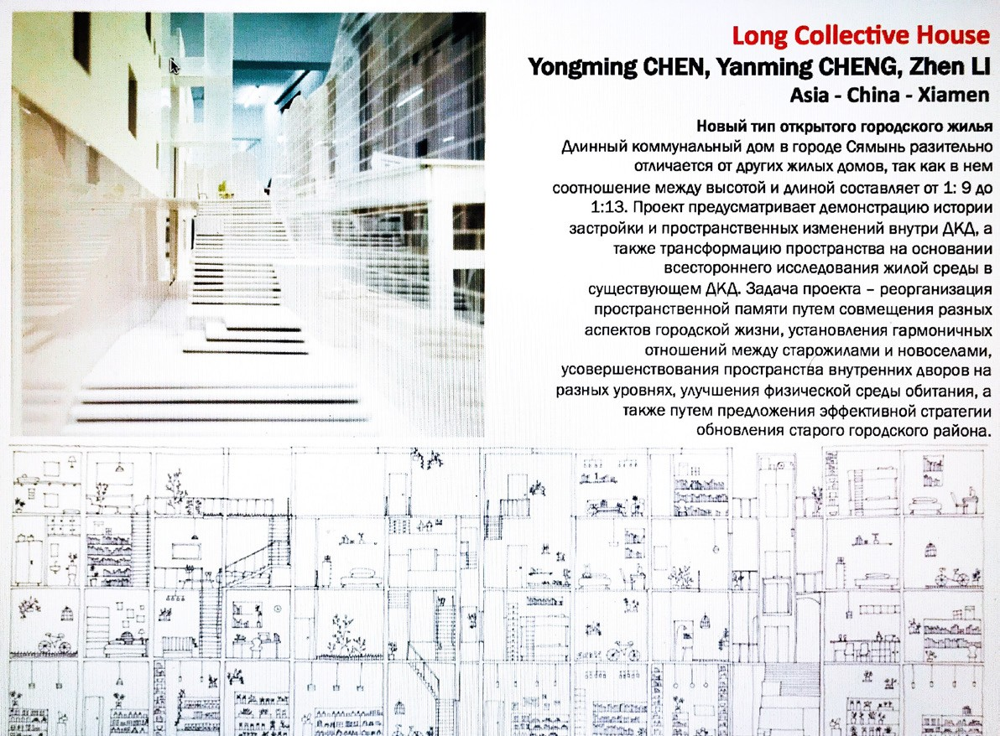 Long Collective House
Yongming CHEN, Yanming CHENG, Zhen LI
Asia - China - Xiamen
Новый тип открытого городского жилья
Длинный коммунальный дом в городе Сямынь разительно
отличается от других жилых домов, так как в нем
соотношение между высотой и длиной составляет от 1: 9 до
1:13. Проект предусматривает демонстрацию истории
застройки и пространственных изменений внутри ДКД, а
также трансформацию пространства на основании
всестороннего исследования жилой среды в
существующем ДКД. Задача проекта – реорганизация
пространственной памяти путем совмещения разных
аспектов городской жизни, установления гармоничных
отношений между старожилами и новоселами,
усовершенствования пространства внутренних дворов на
разных уровнях, улучшения физической среды обитания, а
также путем предложения эффективной стратегии
обновления старого городского района.